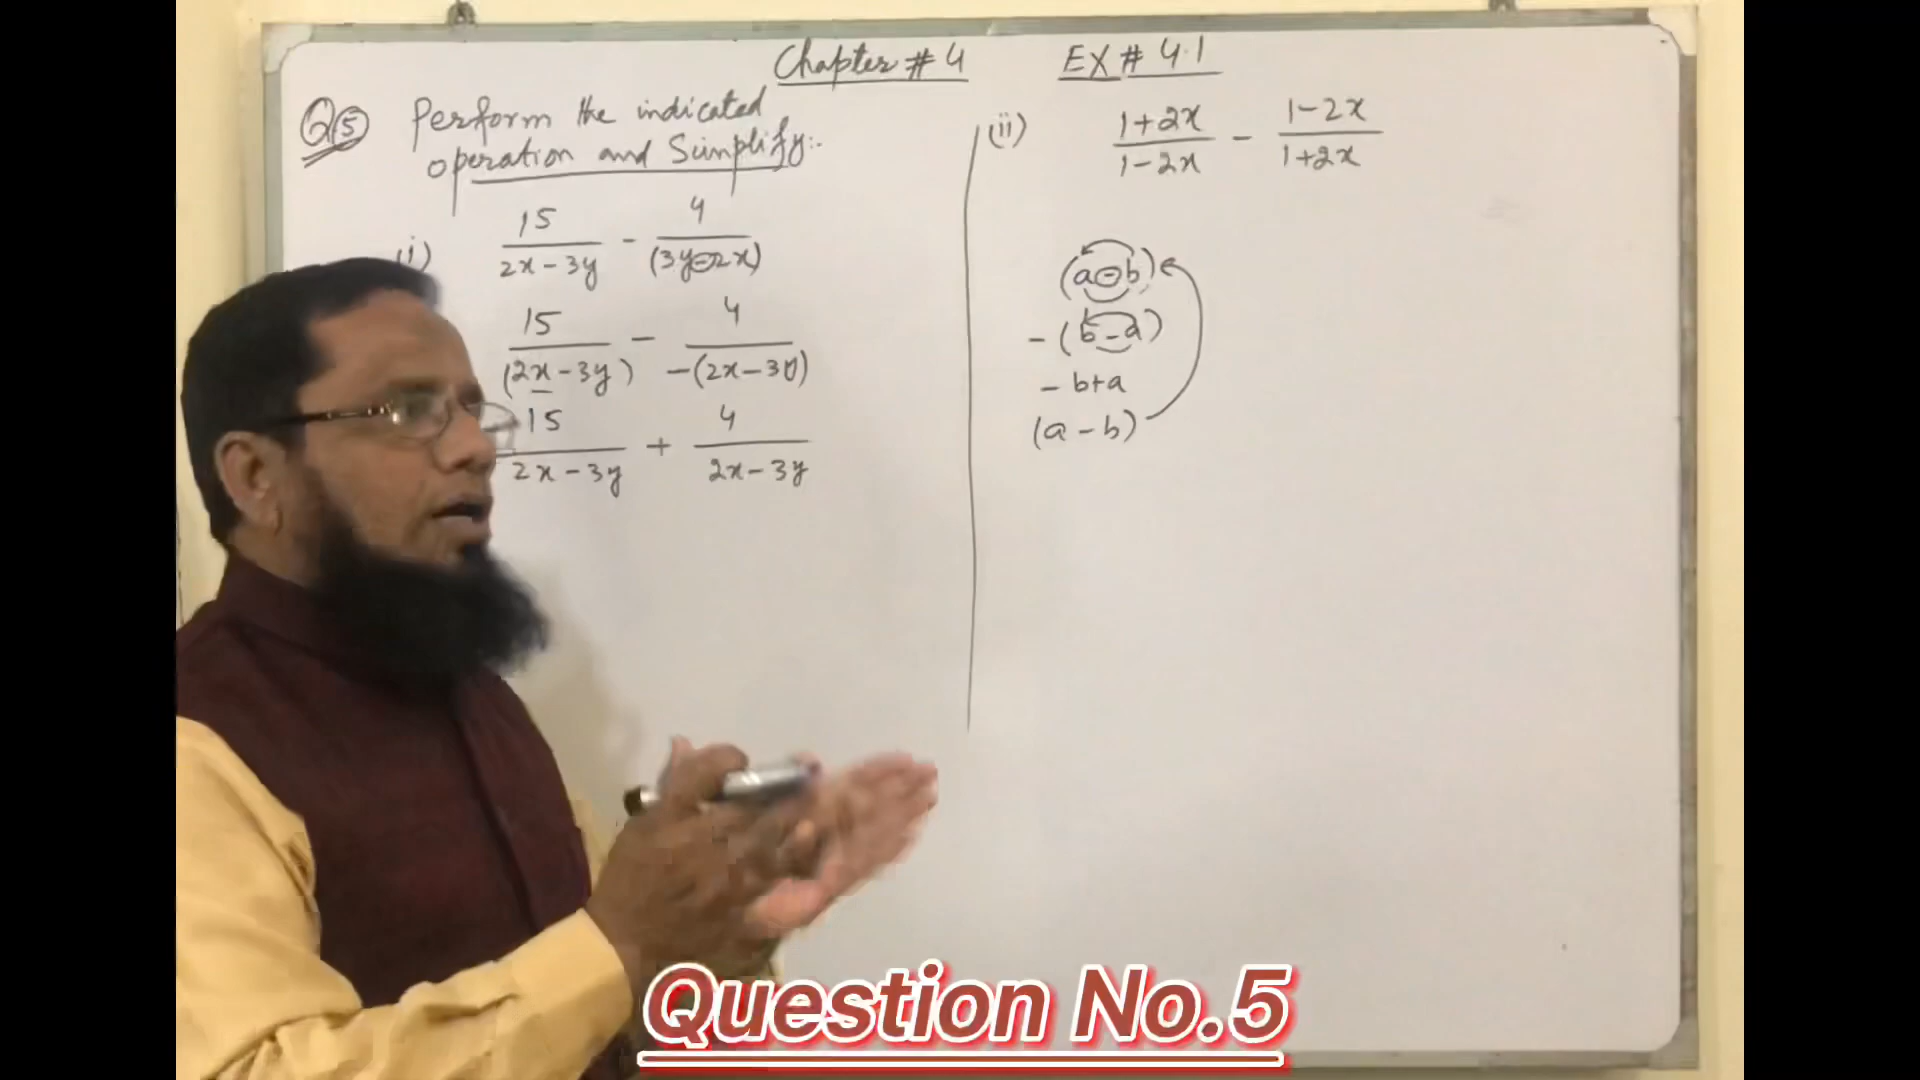 Chapter # 4 EX # 4.1
Q5 Perform the indicated
operation and Simplify:.
(i) 15/(2x-3y) - 4/(3y-2x)
15/(2x-3y) - 4/-(2x-3y)
15/(2x-3y) + 4/(2x-3y)
(ii) (1+2x)/(1-2x) - (1-2x)/(1+2x)
(a-b)
-(b-a)
-b+a
(a-b)
Question No.5